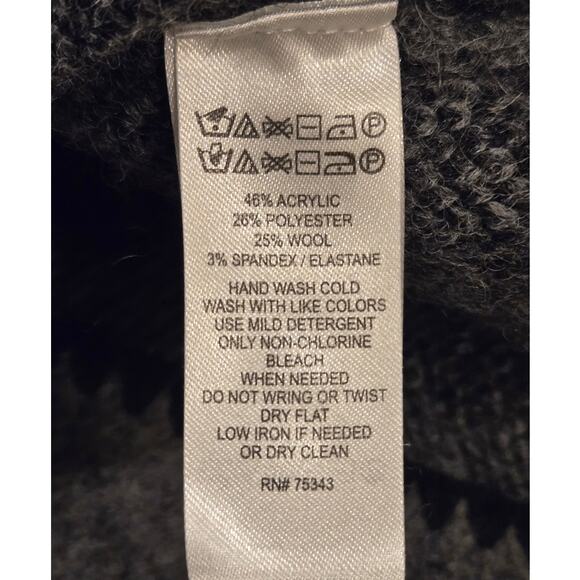 46% ACRYLIC
26% POLYESTER
25% WOOL
3% SPANDEX / ELASTANE
HAND WASH COLD
WASH WITH LIKE COLORS
USE MILD DETERGENT
ONLY NON-CHLORINE
BLEACH
WHEN NEEDED
DO NOT WRING OR TWIST
DRY FLAT
LOW IRON IF NEEDED
OR DRY CLEAN
RN# 75343